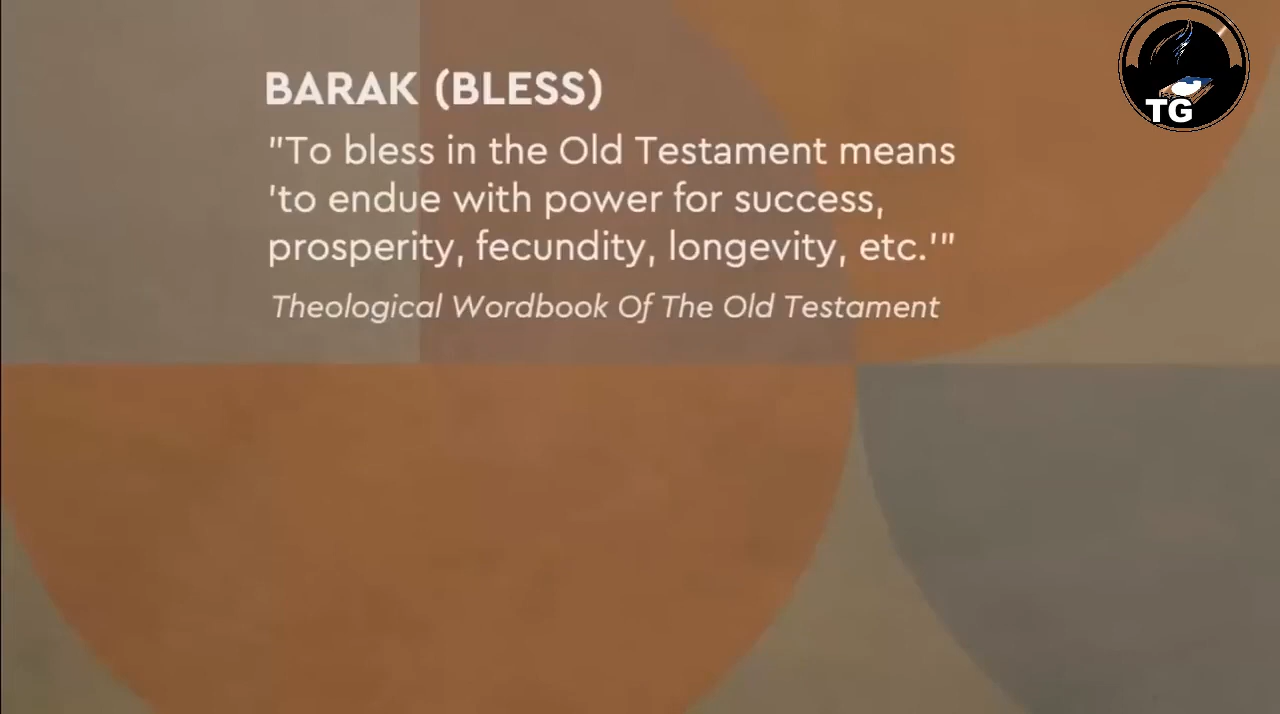 BARAK (BLESS)
"To bless in the Old Testament means
'to endue with power for success,
prosperity, fecundity, longevity, etc.'"
Theological Wordbook Of The Old Testament
TG